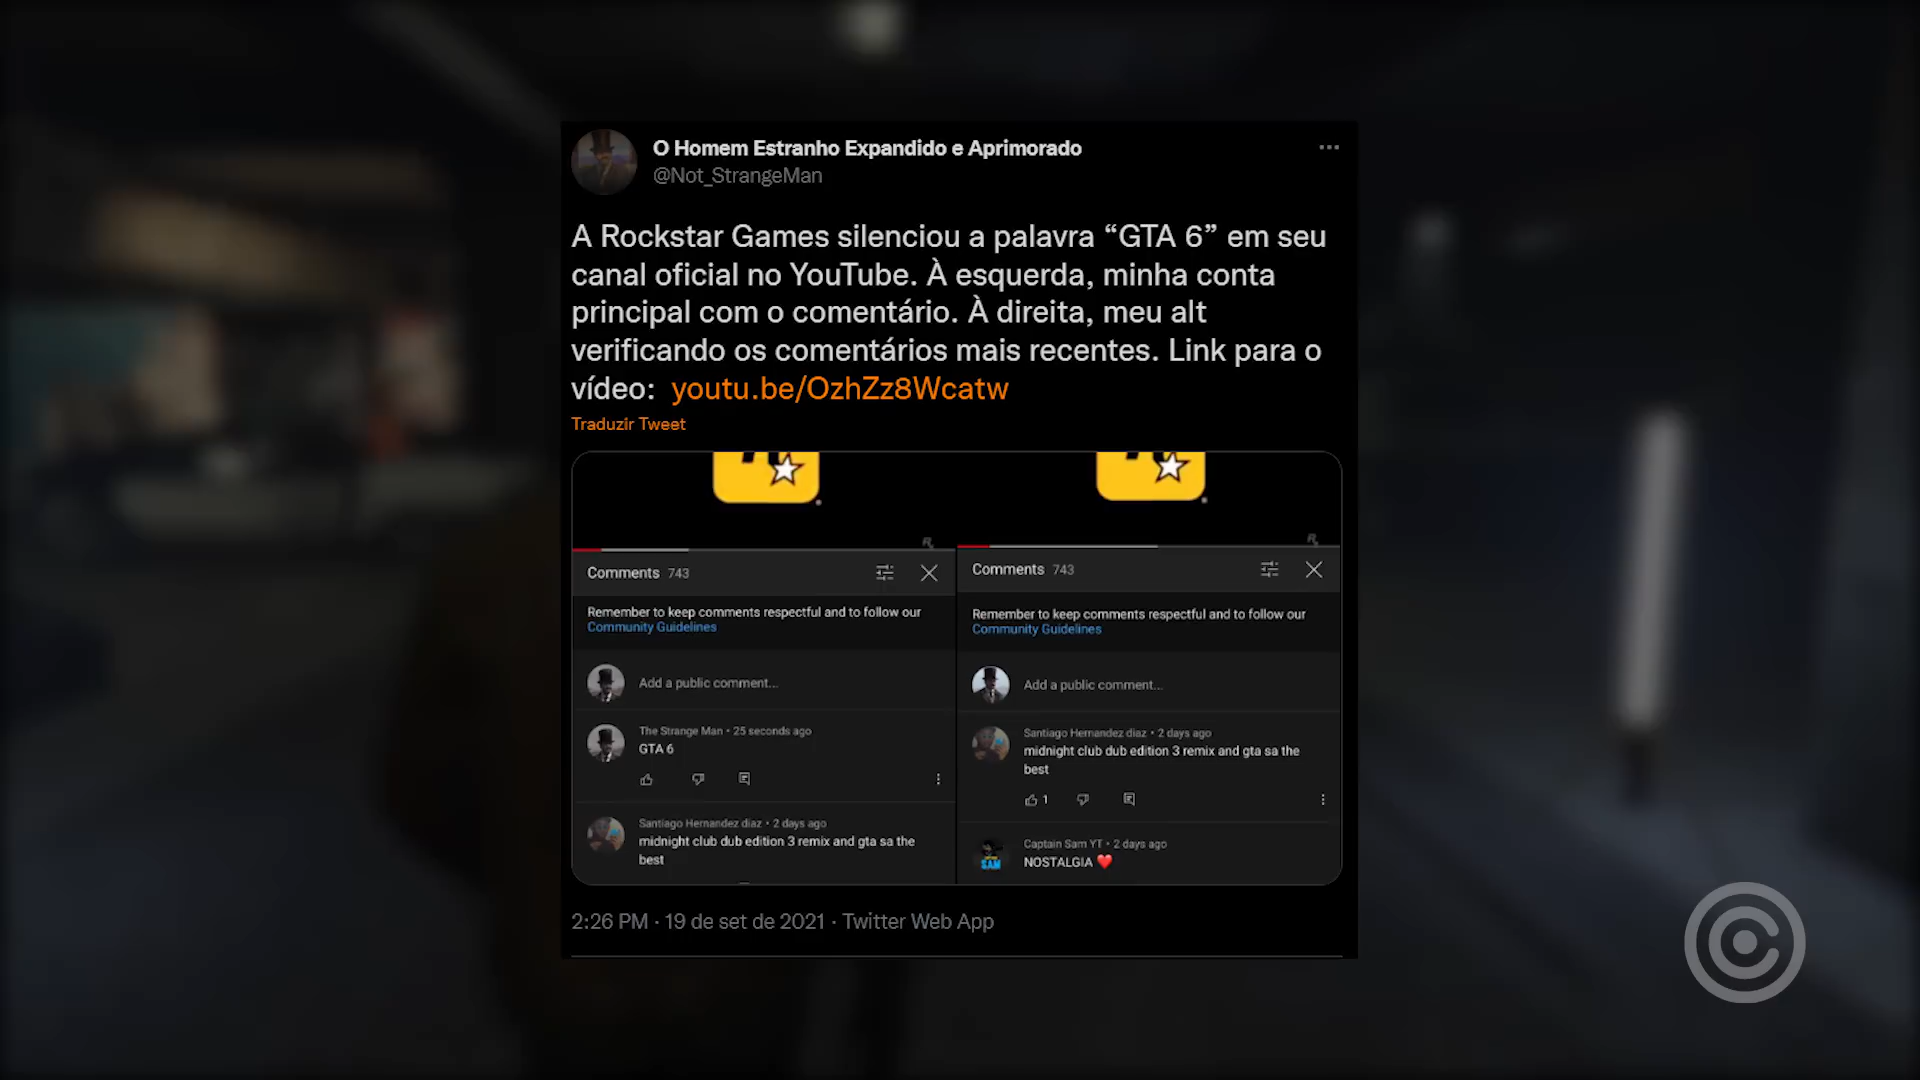 O Homem Estranho Expandido e Aprimorado
@Not_StrangeMan
A Rockstar Games silenciou a palavra “GTA 6” em seu
canal oficial no YouTube. À esquerda, minha conta
principal com o comentário. À direita, meu alt
verificando os comentários mais recentes. Link para o
vídeo: youtu.be/OzhZz8Wcatw
Traduzir Tweet
Comments 743
Remember to keep comments respectful and to follow our
Community Guidelines
Add a public comment...
The Strange Man • 25 seconds ago
GTA 6
Santiago Hernandez diaz • 2 days ago
midnight club dub edition 3 remix and gta sa the
best
Comments 743
Remember to keep comments respectful and to follow our
Community Guidelines
Add a public comment...
Santiago Hernandez diaz • 2 days ago
midnight club dub edition 3 remix and gta sa the
best
1
Captain Sam YT • 2 days ago
NOSTALGIA ❤️
SAM
2:26 PM · 19 de set de 2021 · Twitter Web App